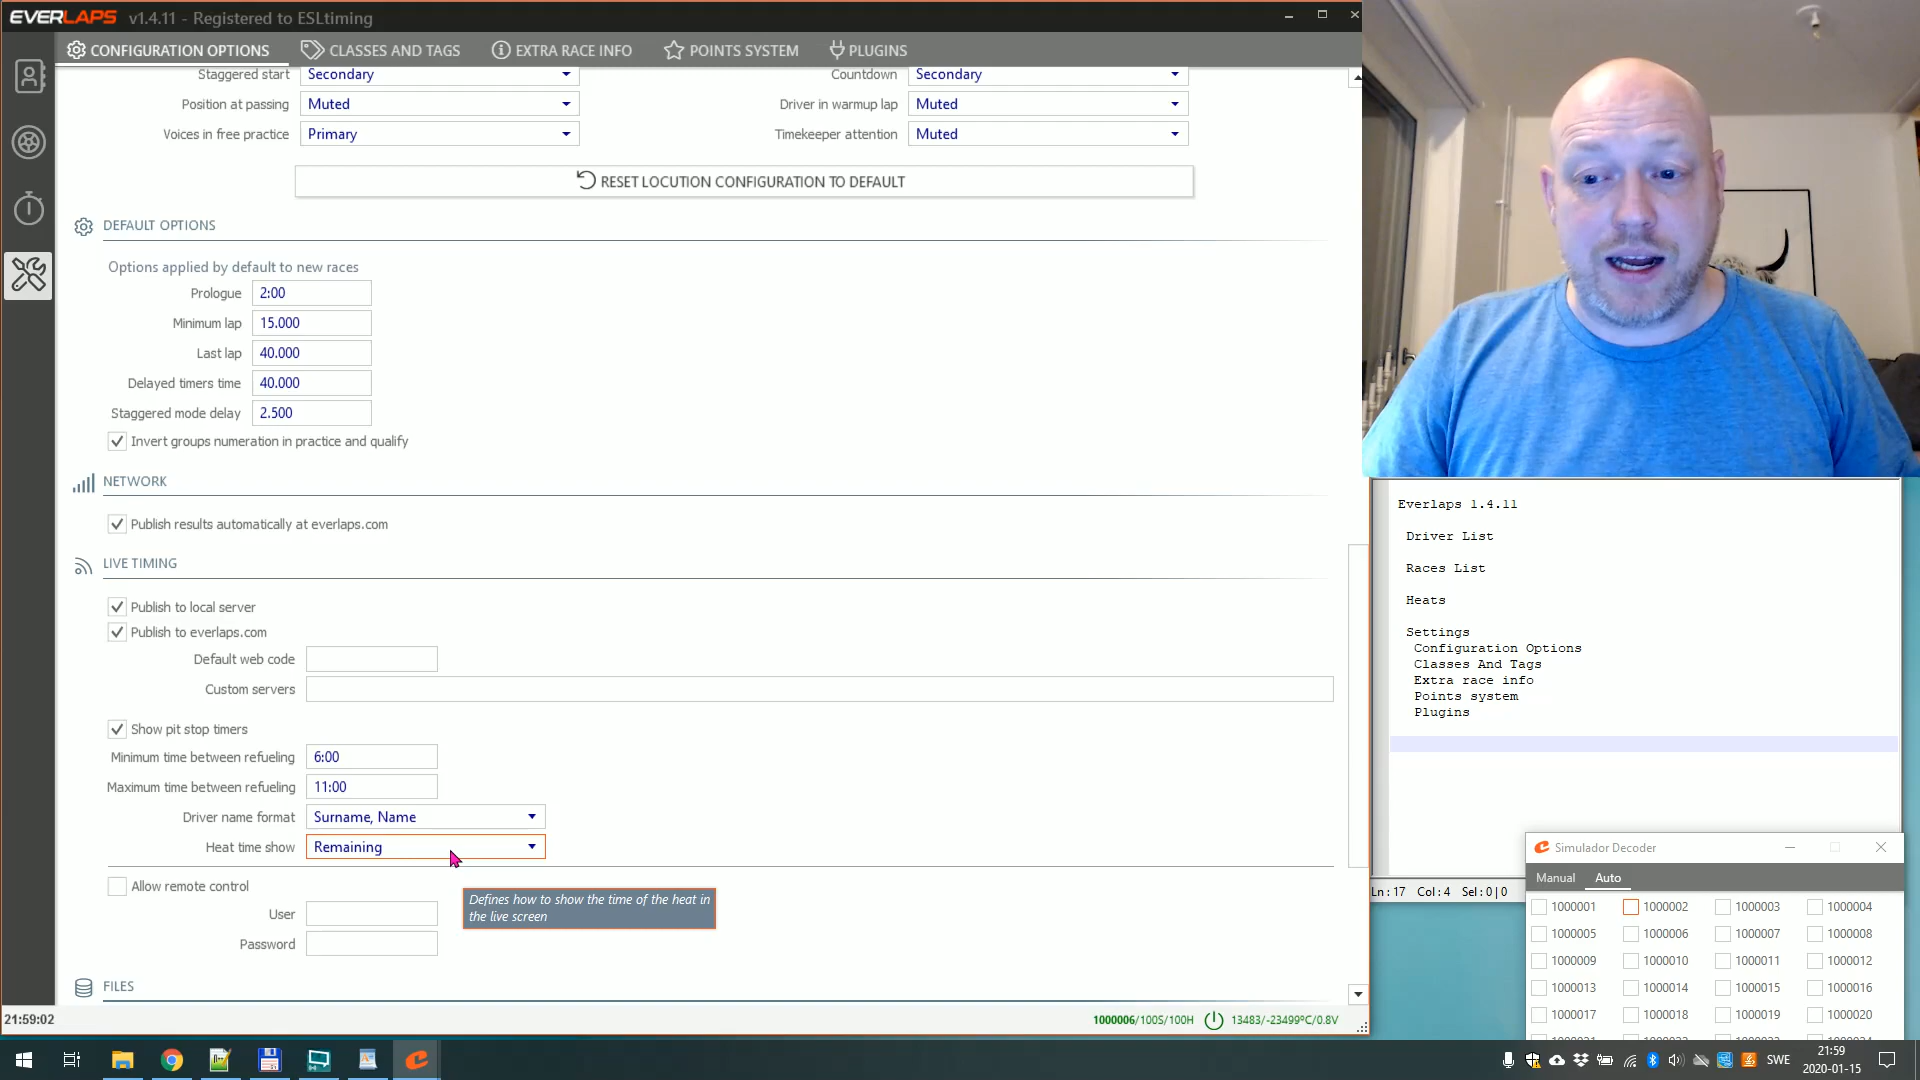 EVERLAPS v1.4.11 - Registered to ESLtiming
CONFIGURATION OPTIONS CLASSES AND TAGS EXTRA RACE INFO POINTS SYSTEM PLUGINS
Staggered start Secondary Countdown Secondary
Position at passing Muted Driver in warmup lap Muted
Voices in free practice Primary Timekeeper attention Muted
RESET LOCUTION CONFIGURATION TO DEFAULT
DEFAULT OPTIONS
Options applied by default to new races
Prologue 2:00
Minimum lap 15.000
Last lap 40.000
Delayed timers time 40.000
Staggered mode delay 2.500
Invert groups numeration in practice and qualify
NETWORK
Publish results automatically at everlaps.com
LIVE TIMING
Publish to local server
Publish to everlaps.com
Default web code
Custom servers
Show pit stop timers
Minimum time between refueling 6:00
Maximum time between refueling 11:00
Driver name format Surname, Name
Heat time show Remaining
Allow remote control
Defines how to show the time of the heat in
the live screen
User
Password
FILES
21:59:02 1000006/100S/100H 13483/-23499ºC/0.8V
Everlaps 1.4.11
Driver List
Races List
Heats
Settings
Configuration Options
Classes And Tags
Extra race info
Points system
Plugins
Ln:17 Col:4 Sel:0|0
Simulador Decoder
Manual Auto
1000001 1000002 1000003 1000004
1000005 1000006 1000007 1000008
1000009 1000010 1000011 1000012
1000013 1000014 1000015 1000016
1000017 1000018 1000019 1000020
SWE 21:59
2020-01-15